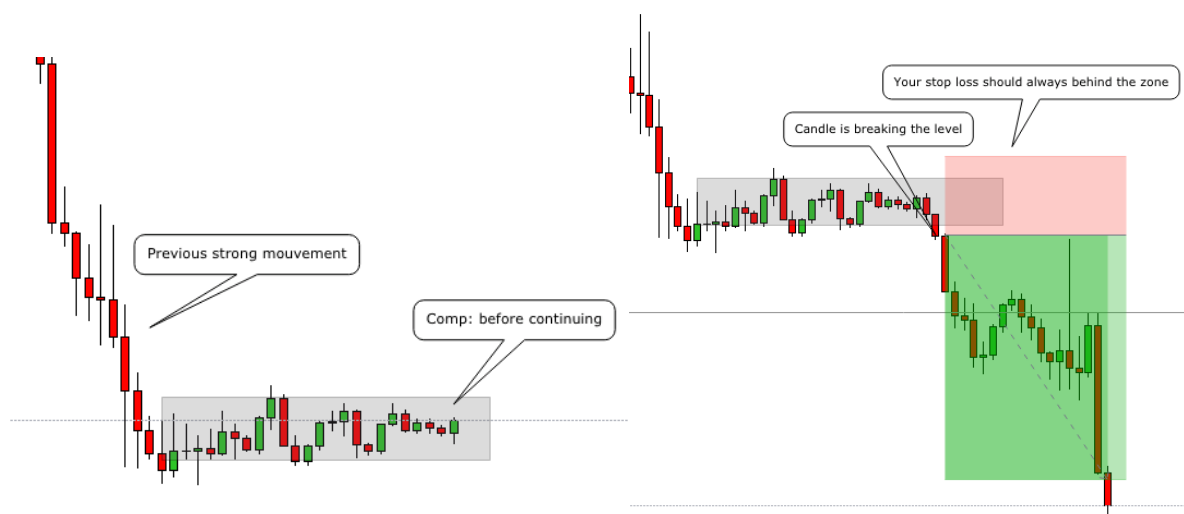 Previous strong mouvement
Comp: before continuing
Your stop loss should always behind the zone
Candle is breaking the level